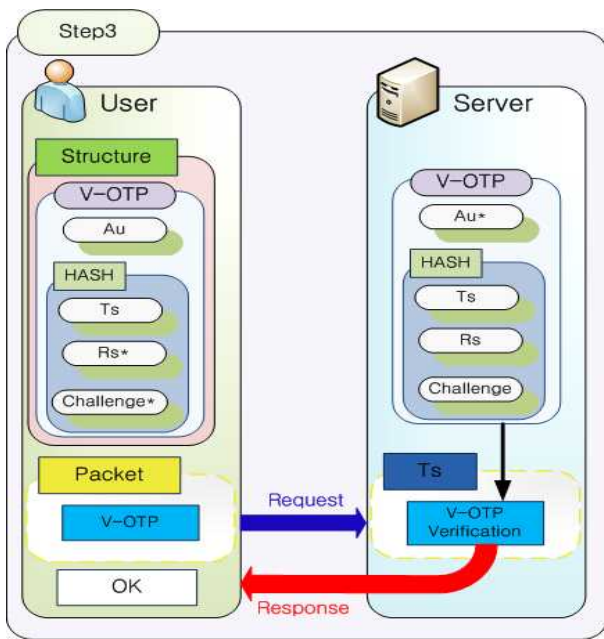 Step3
User
Structure
V-OTP
Au
HASH
Ts
Rs*
Challenge*
Packet
V-OTP
OK
Request
Response
Server
V-OTP
Au*
HASH
Ts
Rs
Challenge
Ts
V-OTP
Verification